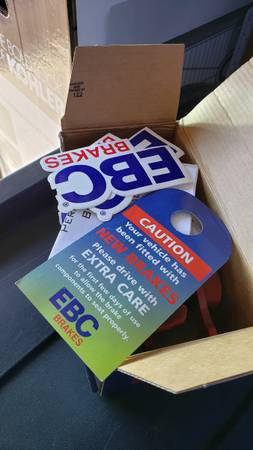 KOHLER
EBC
BRAKES
CAUTION
Your vehicle has
been fitted with
NEW BRAKES
Please drive with
EXTRA CARE
for the first few days of use
to allow the brake
components to seat properly.
EBC
BRAKES